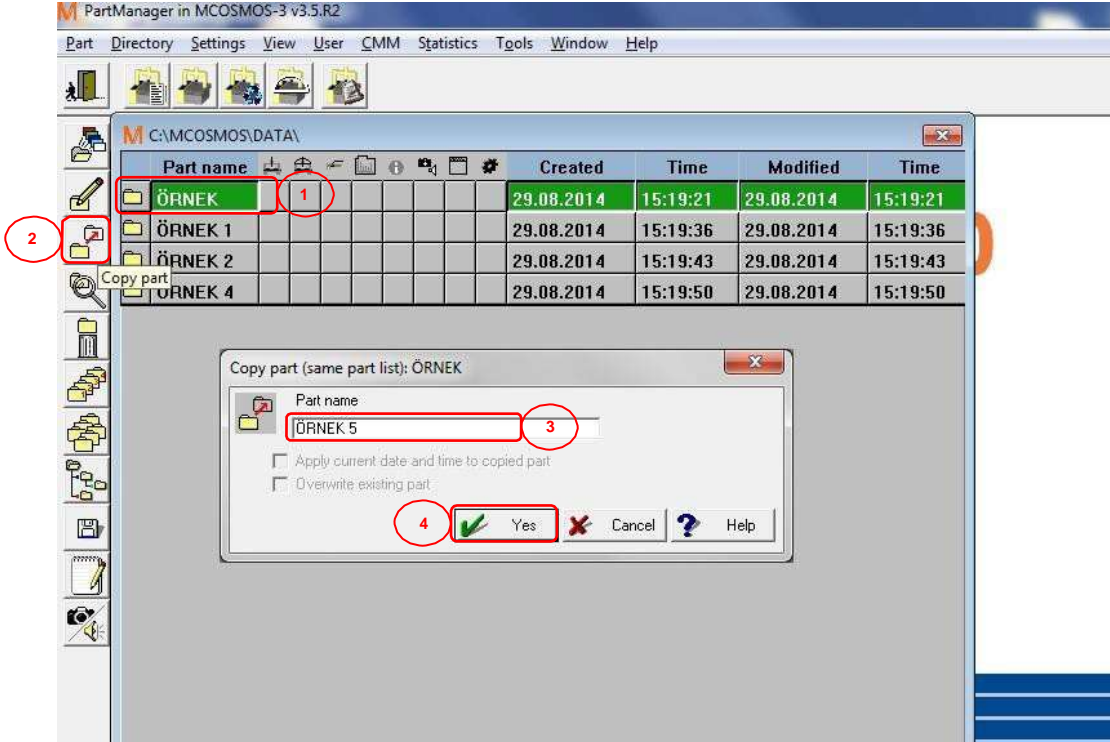 PartManager in MCOSMOS-3 v3.5.R2
Part Directory Settings View User CMM Statistics Tools Window Help
C:\MCOSMOS\DATA\
Part name Created Time Modified Time
ÖRNEK 1 29.08.2014 15:19:21 29.08.2014 15:19:21
ÖRNEK 1 29.08.2014 15:19:36 29.08.2014 15:19:36
2
ÖRNEK 2 29.08.2014 15:19:43 29.08.2014 15:19:43
Copy part
ÖRNEK 4 29.08.2014 15:19:50 29.08.2014 15:19:50
Copy part (same part list): ÖRNEK
Part name
ÖRNEK 5 3
Apply current date and time to copied part
Overwrite existing part
4 Yes Cancel Help